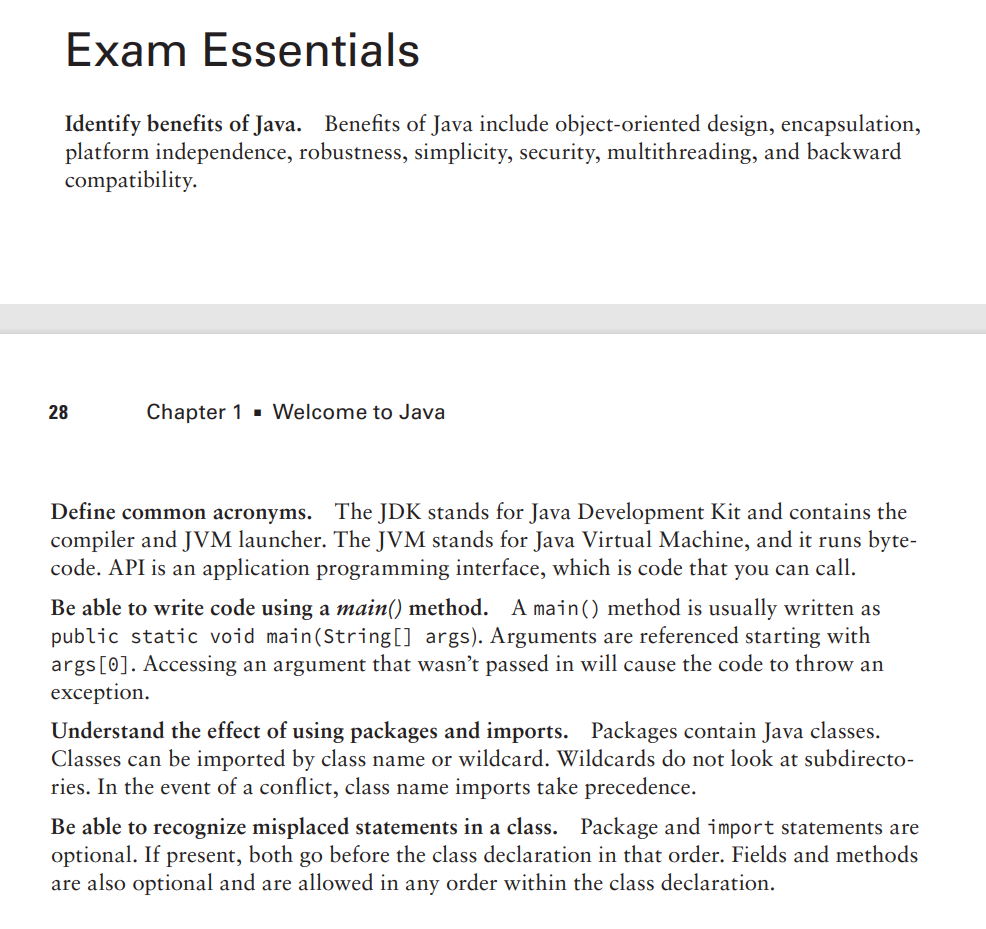 Exam Essentials
Identify benefits of Java. Benefits of Java include object-oriented design, encapsulation,
platform independence, robustness, simplicity, security, multithreading, and backward
compatibility.
28 Chapter 1 ▪ Welcome to Java
Define common acronyms. The JDK stands for Java Development Kit and contains the
compiler and JVM launcher. The JVM stands for Java Virtual Machine, and it runs byte-
code. API is an application programming interface, which is code that you can call.
Be able to write code using a main() method. A main() method is usually written as
public static void main(String[] args). Arguments are referenced starting with
args[0]. Accessing an argument that wasn’t passed in will cause the code to throw an
exception.
Understand the effect of using packages and imports. Packages contain Java classes.
Classes can be imported by class name or wildcard. Wildcards do not look at subdirecto-
ries. In the event of a conflict, class name imports take precedence.
Be able to recognize misplaced statements in a class. Package and import statements are
optional. If present, both go before the class declaration in that order. Fields and methods
are also optional and are allowed in any order within the class declaration.